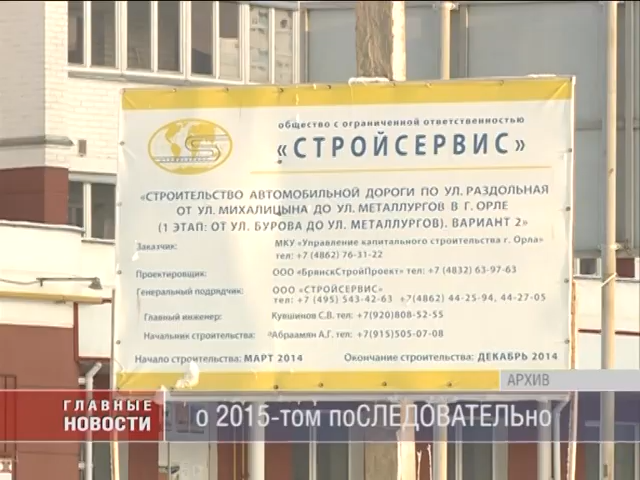 общество с ограниченной ответственностью
«СТРОЙСЕРВИС»
«СТРОИТЕЛЬСТВО АВТОМОБИЛЬНОЙ ДОРОГИ ПО УЛ. РАЗДОЛЬНАЯ
ОТ УЛ. МИХАЛИЦЫНА ДО УЛ. МЕТАЛЛУРГОВ В Г. ОРЛЕ
(1 ЭТАП: ОТ УЛ. БУРОВА ДО УЛ. МЕТАЛЛУРГОВ). ВАРИАНТ 2»
Заказчик: МКУ «Управление капитального строительства г. Орла»
тел: +7 (4862) 76-31-22
Проектировщик: ООО «БрянскСтройПроект» тел: +7 (4832) 63-97-63
Генеральный подрядчик: ООО «СТРОЙСЕРВИС»
тел: +7 (495) 543-42-63 +7(4862) 44-25-94, 44-27-05
Главный инженер: Кувшинов С.В. тел: +7(920)808-52-55
Начальник строительства: Абраамян А.Г. тел: +7(915)505-07-08
Начало строительства: МАРТ 2014 Окончание строительства: ДЕКАБРЬ 2014
АРХИВ
ГЛАВНЫЕ
НОВОСТИ
о 2015-том поСЛЕДОВАТЕЛЬно